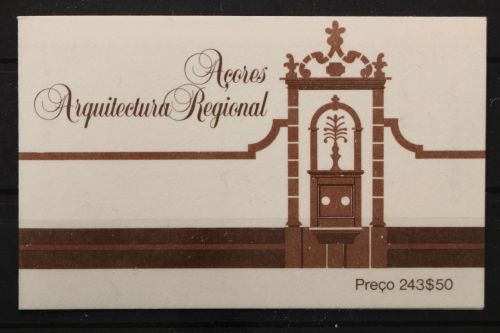 Açores
Arquitectura Regional
Preço 243$50